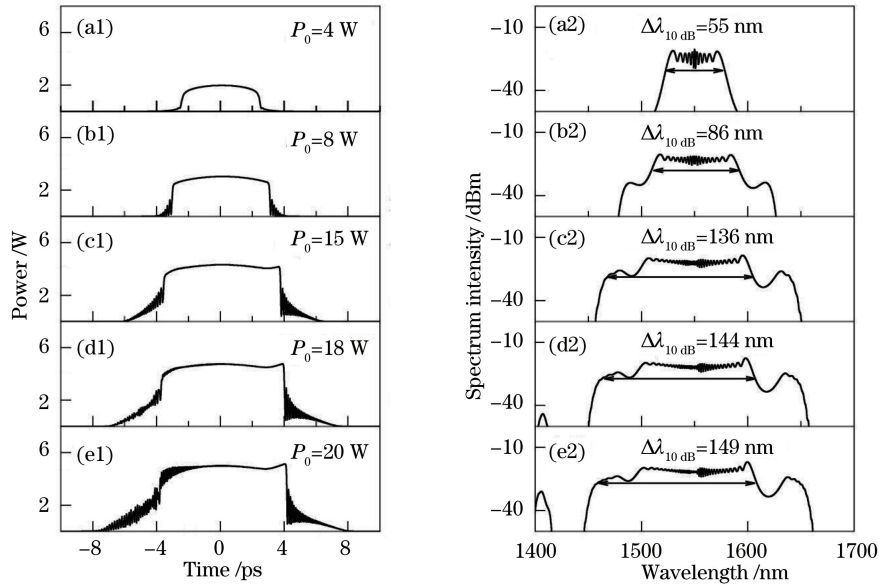 (a1) P₀=4 W
6
2
(b1) P₀=8 W
6
2
(c1) P₀=15 W
6
2
(d1) P₀=18 W
6
2
(e1) P₀=20 W
6
2
−8 −4 0 4 8
Time /ps
Power /W
(a2) Δλ₁₀ dB=55 nm
−10
−40
(b2) Δλ₁₀ dB=86 nm
−10
−40
(c2) Δλ₁₀ dB=136 nm
−10
−40
(d2) Δλ₁₀ dB=144 nm
−10
−40
(e2) Δλ₁₀ dB=149 nm
−10
−40
1400 1500 1600 1700
Wavelength /nm
Spectrum intensity /dBm